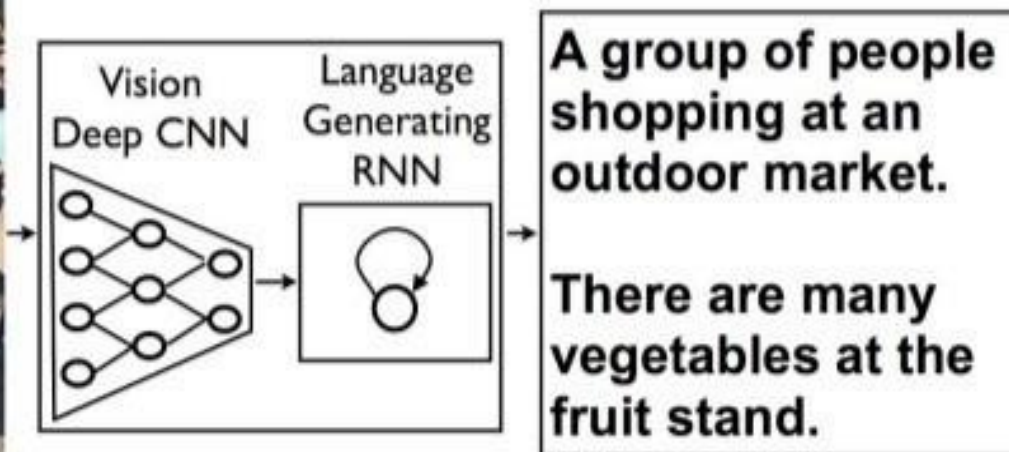 Vision
Deep CNN
Language
Generating
RNN
A group of people
shopping at an
outdoor market.
There are many
vegetables at the
fruit stand.